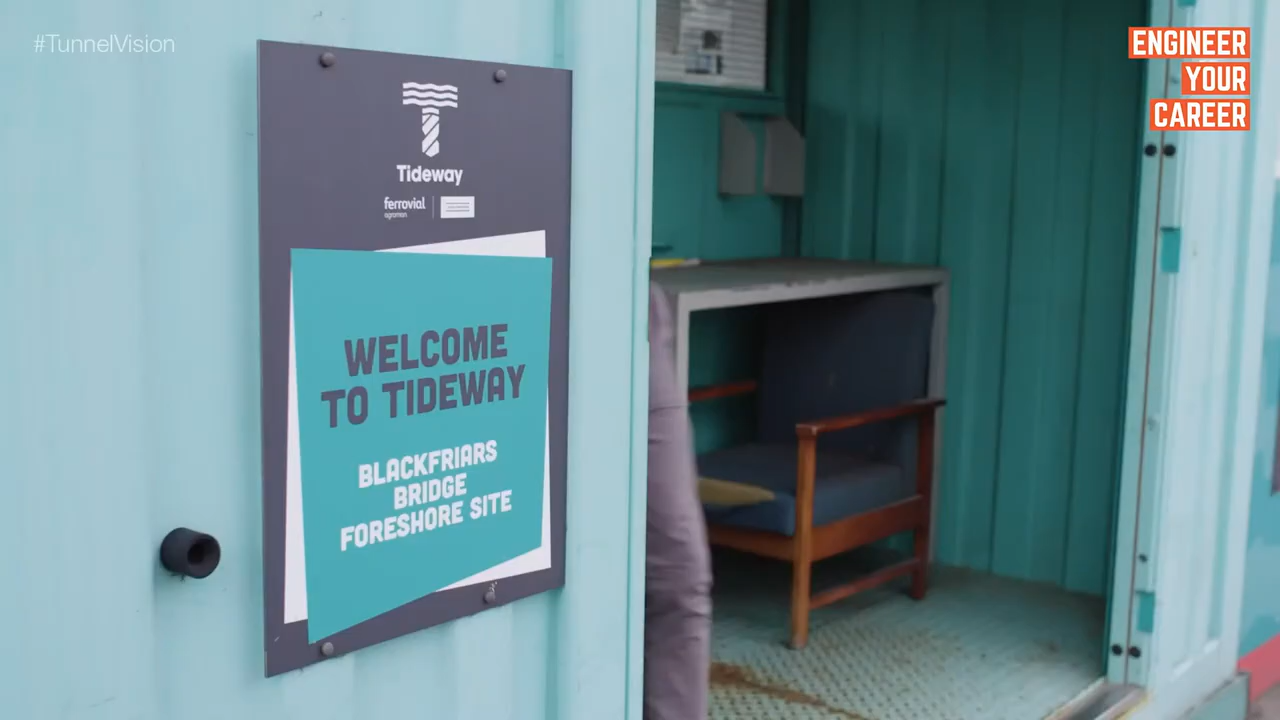 #TunnelVision
ENGINEER
YOUR
CAREER
Tideway
ferrovial
agroman
WELCOME
TO TIDEWAY
BLACKFRIARS
BRIDGE
FORESHORE SITE